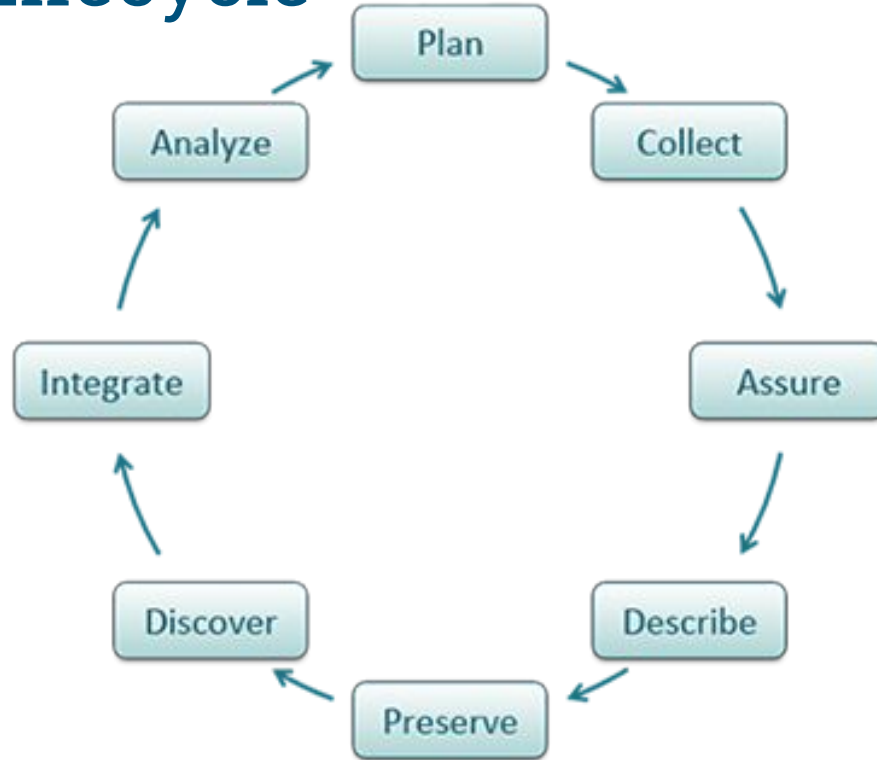 Plan
Collect
Assure
Describe
Preserve
Discover
Integrate
Analyze